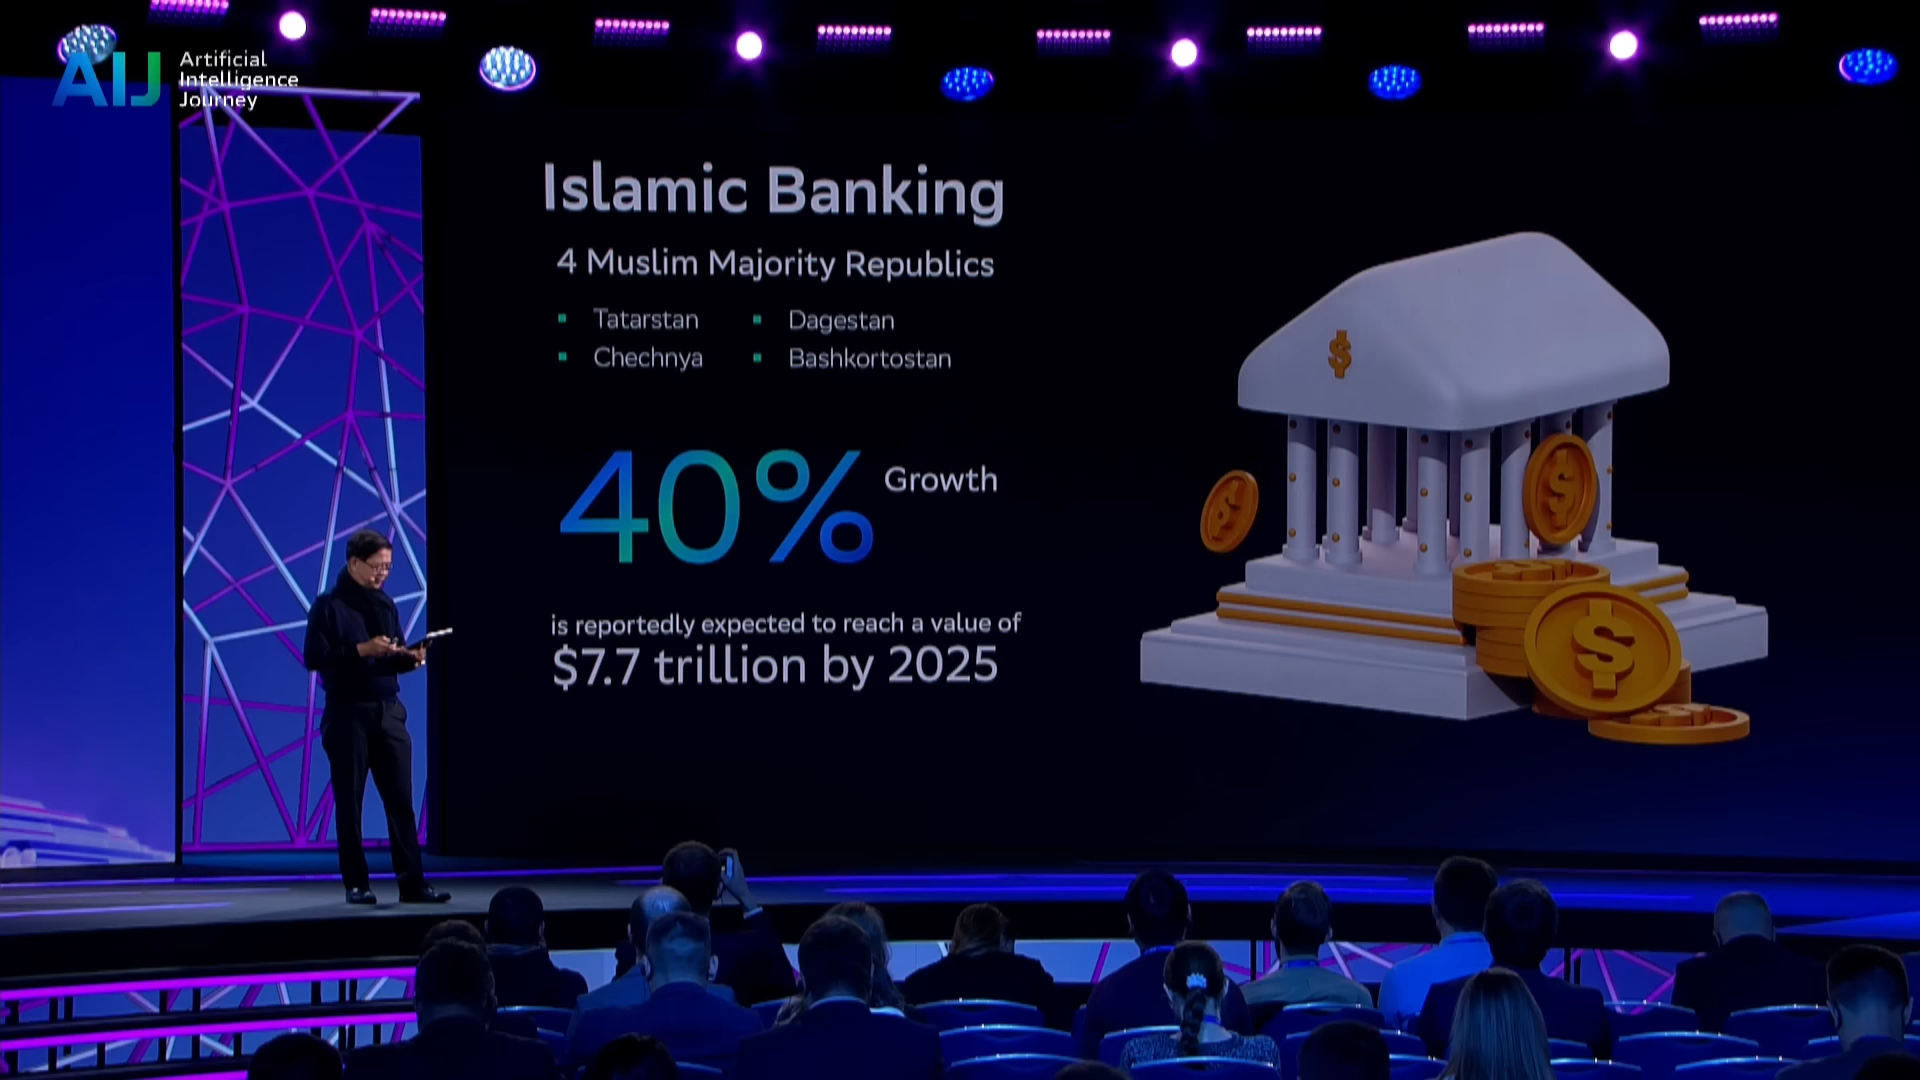 AIJ
Artificial
Intelligence
Journey
Islamic Banking
4 Muslim Majority Republics
Tatarstan
Dagestan
Chechnya
Bashkortostan
40% Growth
is reportedly expected to reach a value of
$7.7 trillion by 2025
$
$
$
$